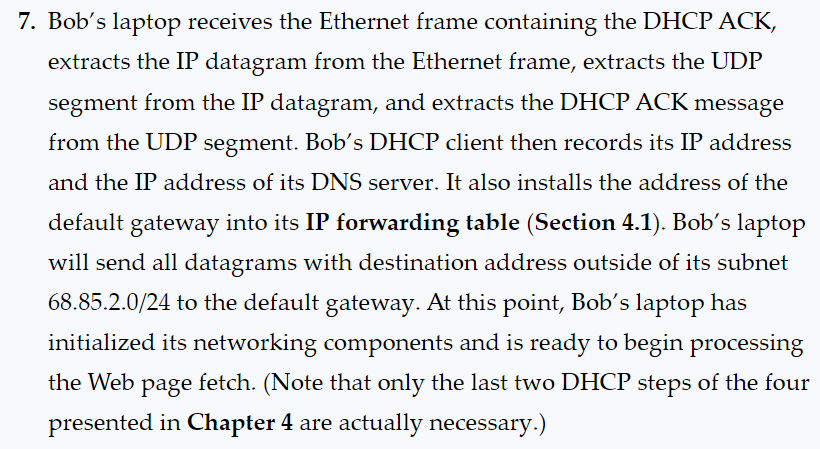 7. Bob’s laptop receives the Ethernet frame containing the DHCP ACK,
extracts the IP datagram from the Ethernet frame, extracts the UDP
segment from the IP datagram, and extracts the DHCP ACK message
from the UDP segment. Bob’s DHCP client then records its IP address
and the IP address of its DNS server. It also installs the address of the
default gateway into its IP forwarding table (Section 4.1). Bob’s laptop
will send all datagrams with destination address outside of its subnet
68.85.2.0/24 to the default gateway. At this point, Bob’s laptop has
initialized its networking components and is ready to begin processing
the Web page fetch. (Note that only the last two DHCP steps of the four
presented in Chapter 4 are actually necessary.)